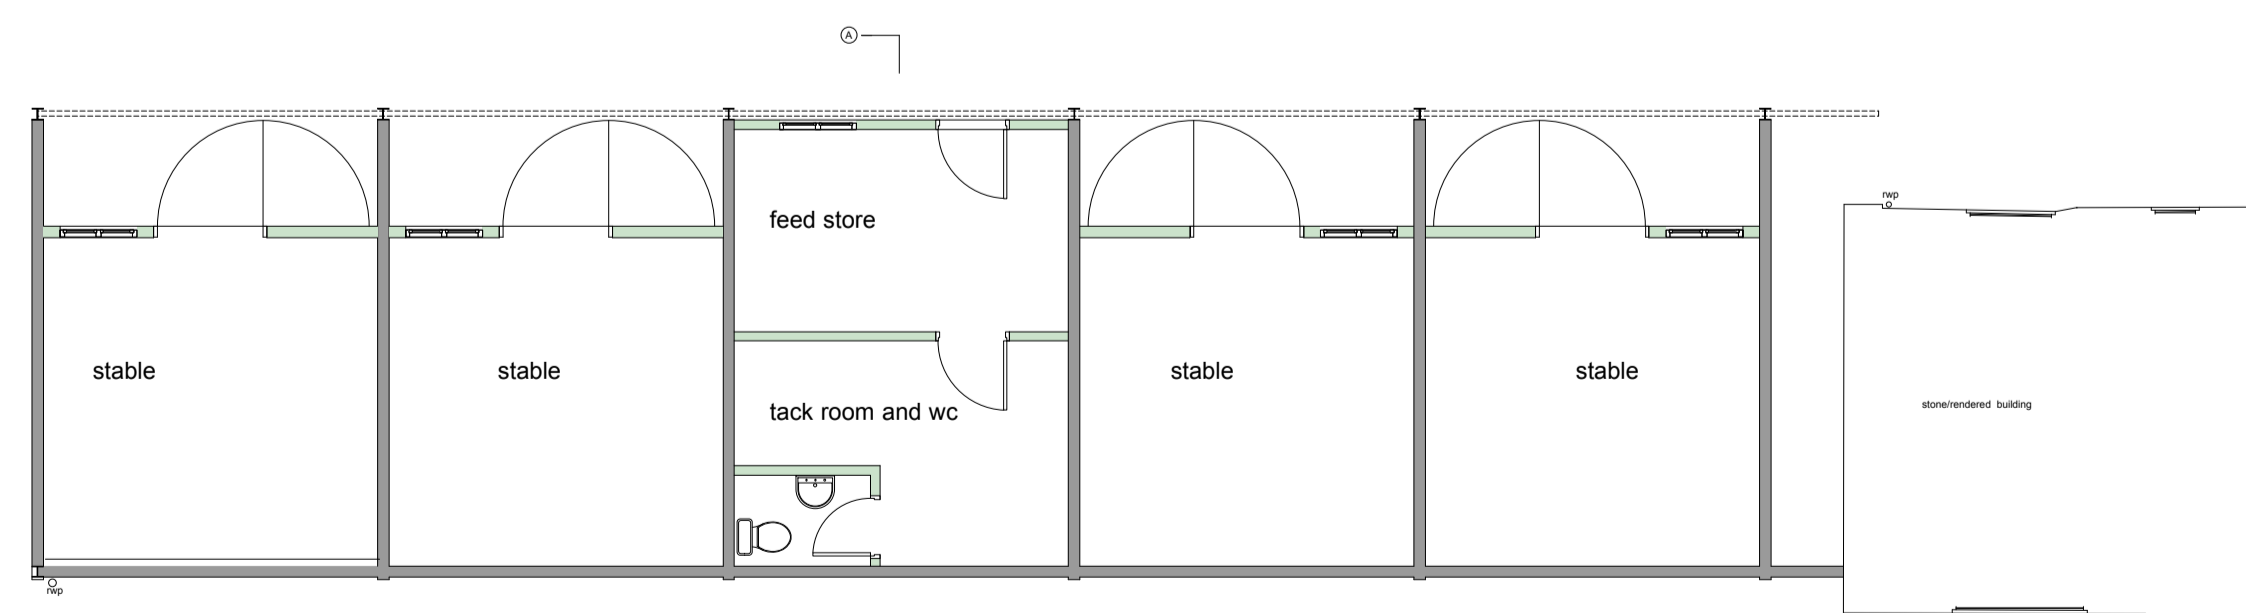 A
rwp
feed store
stable
stable
stable
stable
tack room and wc
stone/rendered building
rwp